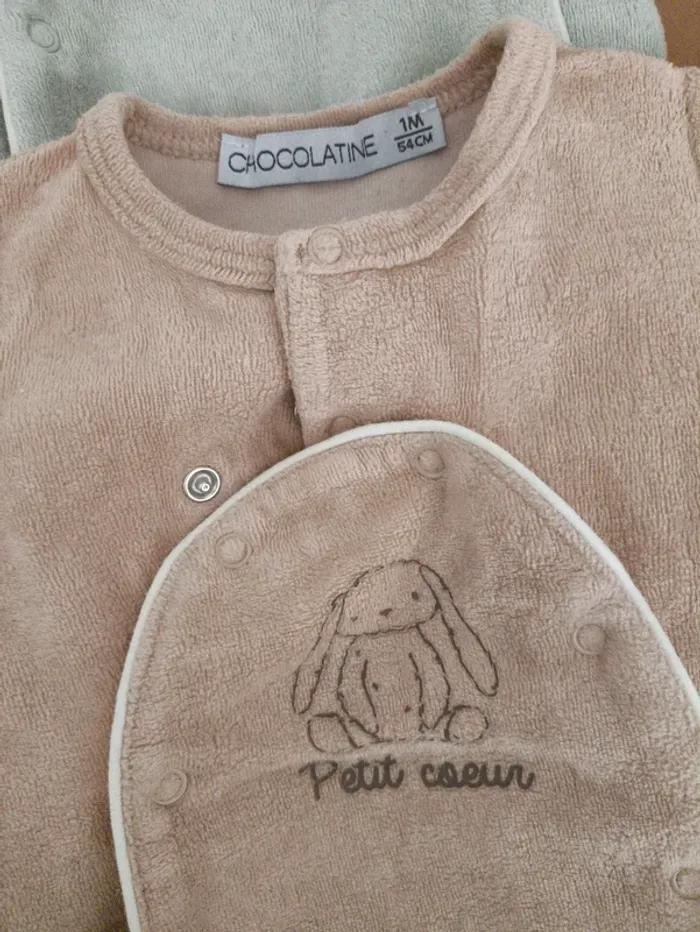 CHOCOLATINE
1M
54CM
Petit coeur